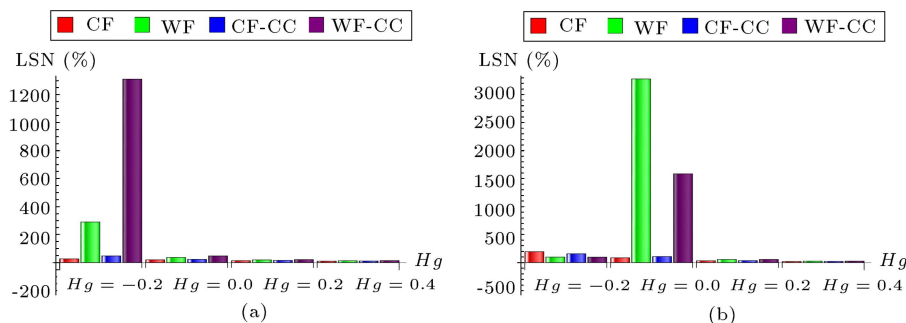 CF WF CF-CC WF-CC
LSN (%)
1200
1000
800
600
400
200
-200
Hg
Hg = −0.2 Hg = 0.0 Hg = 0.2 Hg = 0.4
(a)
CF WF CF-CC WF-CC
LSN (%)
3000
2500
2000
1500
1000
500
-500
Hg
Hg = −0.2 Hg = 0.0 Hg = 0.2 Hg = 0.4
(b)